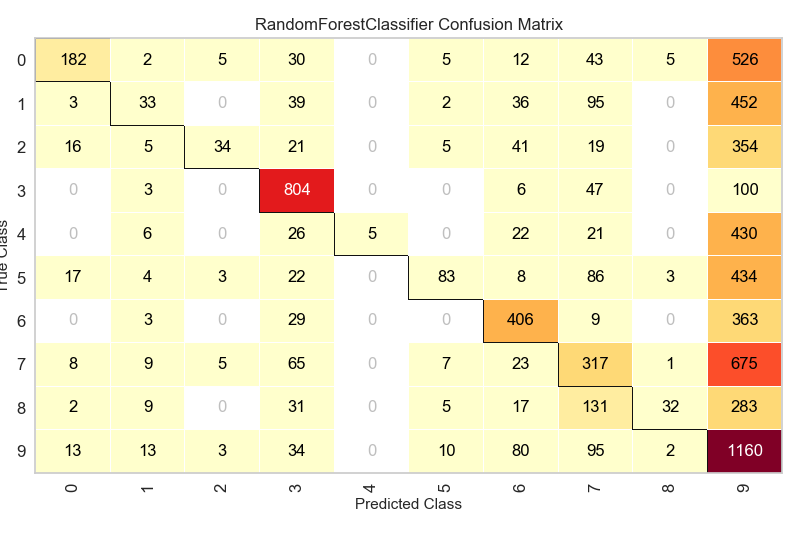 RandomForestClassifier Confusion Matrix
0 182 2 5 30 0 5 12 43 5 526
1 3 33 0 39 0 2 36 95 0 452
2 16 5 34 21 0 5 41 19 0 354
3 0 3 0 804 0 0 6 47 0 100
4 0 6 0 26 5 0 22 21 0 430
5 17 4 3 22 0 83 8 86 3 434
6 0 3 0 29 0 0 406 9 0 363
7 8 9 5 65 0 7 23 317 1 675
8 2 9 0 31 0 5 17 131 32 283
9 13 13 3 34 0 10 80 95 2 1160
True Class
0 1 2 3 4 5 6 7 8 9
Predicted Class